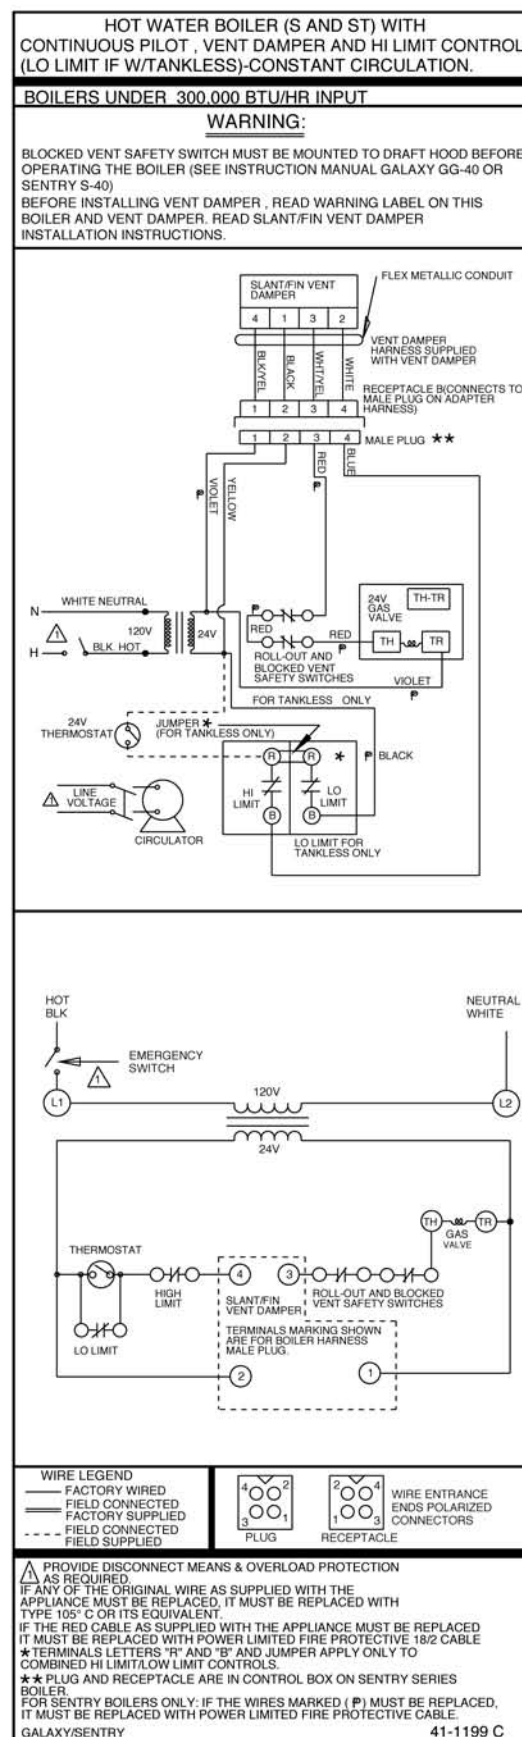 HOT WATER BOILER (S AND ST) WITH
CONTINUOUS PILOT , VENT DAMPER AND HI LIMIT CONTROL
(LO LIMIT IF W/TANKLESS)-CONSTANT CIRCULATION.
BOILERS UNDER 300,000 BTU/HR INPUT
WARNING:
BLOCKED VENT SAFETY SWITCH MUST BE MOUNTED TO DRAFT HOOD BEFORE
OPERATING THE BOILER (SEE INSTRUCTION MANUAL GALAXY GG-40 OR
SENTRY S-40)
BEFORE INSTALLING VENT DAMPER , READ WARNING LABEL ON THIS
BOILER AND VENT DAMPER. READ SLANT/FIN VENT DAMPER
INSTALLATION INSTRUCTIONS.
SLANT/FIN VENT
DAMPER
FLEX METALLIC CONDUIT
4 1 3 2
VENT DAMPER
HARNESS SUPPLIED
WITH VENT DAMPER
BLK/YEL
BLACK
WHT/YEL
WHITE
RECEPTACLE B(CONNECTS TO
MALE PLUG ON ADAPTER
HARNESS)
1 2 3 4
1 2 3 4
MALE PLUG **
VIOLET
YELLOW
RED
BLUE
P
P
WHITE NEUTRAL
N
120V
24V
1
H
BLK HOT
P
RED
RED
P
24V
GAS
VALVE
TH-TR
TH
TR
ROLL-OUT AND
BLOCKED VENT
SAFETY SWITCHES
VIOLET
P
FOR TANKLESS ONLY
24V
THERMOSTAT
JUMPER *
(FOR TANKLESS ONLY)
R
R
*
P BLACK
1
LINE
VOLTAGE
HI
LIMIT
LO
LIMIT
B
B
CIRCULATOR
LO LIMIT FOR
TANKLESS ONLY
HOT
BLK
NEUTRAL
WHITE
EMERGENCY
SWITCH
1
L1
120V
L2
24V
TH
TR
GAS
VALVE
THERMOSTAT
4
3
HIGH
LIMIT
SLANT/FIN
VENT DAMPER
ROLL-OUT AND BLOCKED
VENT SAFETY SWITCHES
LO LIMIT
TERMINALS MARKING SHOWN
ARE FOR BOILER HARNESS
MALE PLUG.
2
1
WIRE LEGEND
FACTORY WIRED
FIELD CONNECTED
FACTORY SUPPLIED
FIELD CONNECTED
FIELD SUPPLIED
4 2
3 1
PLUG
2 4
1 3
RECEPTACLE
WIRE ENTRANCE
ENDS POLARIZED
CONNECTORS
1 PROVIDE DISCONNECT MEANS & OVERLOAD PROTECTION
AS REQUIRED.
IF ANY OF THE ORIGINAL WIRE AS SUPPLIED WITH THE
APPLIANCE MUST BE REPLACED, IT MUST BE REPLACED WITH
TYPE 105° C OR ITS EQUIVALENT.
IF THE RED CABLE AS SUPPLIED WITH THE APPLIANCE MUST BE REPLACED
IT MUST BE REPLACED WITH POWER LIMITED FIRE PROTECTIVE 18/2 CABLE
*TERMINALS LETTERS "R" AND "B" AND JUMPER APPLY ONLY TO
COMBINED HI LIMIT/LOW LIMIT CONTROLS.
** PLUG AND RECEPTACLE ARE IN CONTROL BOX ON SENTRY SERIES
BOILER.
FOR SENTRY BOILERS ONLY: IF THE WIRES MARKED ( P ) MUST BE REPLACED,
IT MUST BE REPLACED WITH POWER LIMITED FIRE PROTECTIVE CABLE.
GALAXY/SENTRY
41-1199 C